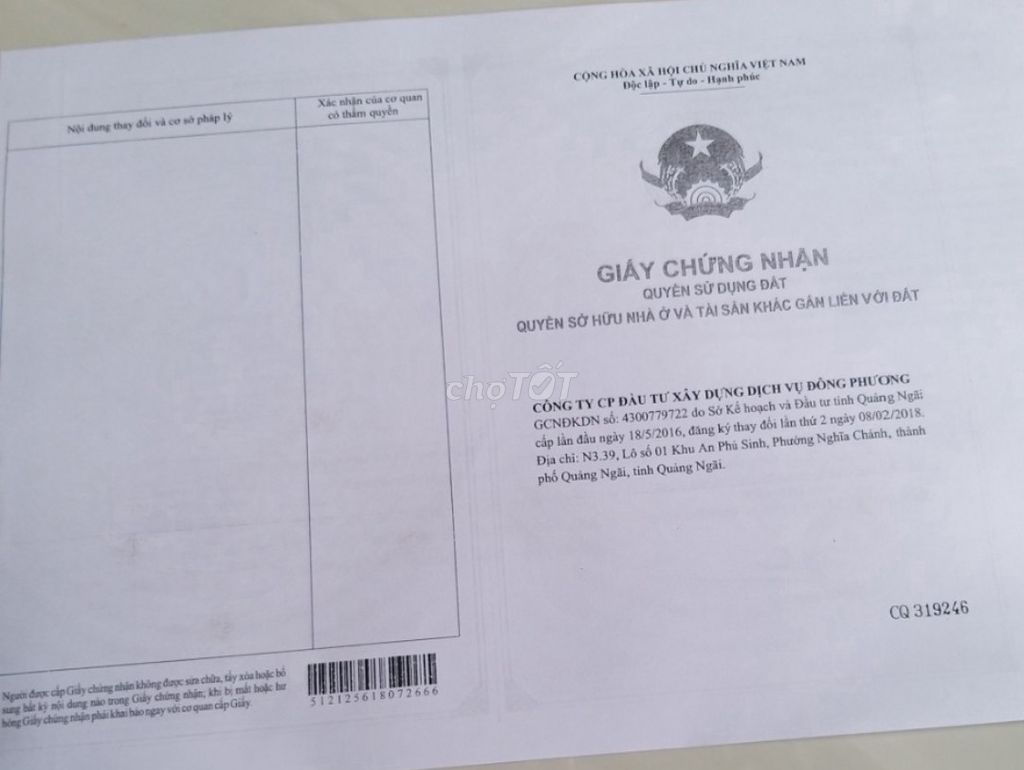 Nội dung thay đổi và cơ sở pháp lý
Xác nhận của cơ quan
có thẩm quyền
Người được cấp Giấy chứng nhận không được sửa chữa, tẩy xóa hoặc bổ
sung bất kỳ nội dung nào trong Giấy chứng nhận; khi bị mất hoặc hư
hỏng Giấy chứng nhận phải khai báo ngay với cơ quan cấp Giấy.
512125618072666
CỘNG HÒA XÃ HỘI CHỦ NGHĨA VIỆT NAM
Độc lập - Tự do - Hạnh phúc
GIẤY CHỨNG NHẬN
QUYỀN SỬ DỤNG ĐẤT
QUYỀN SỞ HỮU NHÀ Ở VÀ TÀI SẢN KHÁC GẮN LIỀN VỚI ĐẤT
chợTỐT
CÔNG TY CP ĐẦU TƯ XÂY DỰNG DỊCH VỤ ĐÔNG PHƯƠNG
GCNĐKDN số: 4300779722 do Sở Kế hoạch và Đầu tư tỉnh Quảng Ngãi
cấp lần đầu ngày 18/5/2016, đăng ký thay đổi lần thứ 2 ngày 08/02/2018.
Địa chỉ: N3.39, Lô số 01 Khu An Phú Sinh, Phường Nghĩa Chánh, thành
phố Quảng Ngãi, tỉnh Quảng Ngãi.
CQ 319246